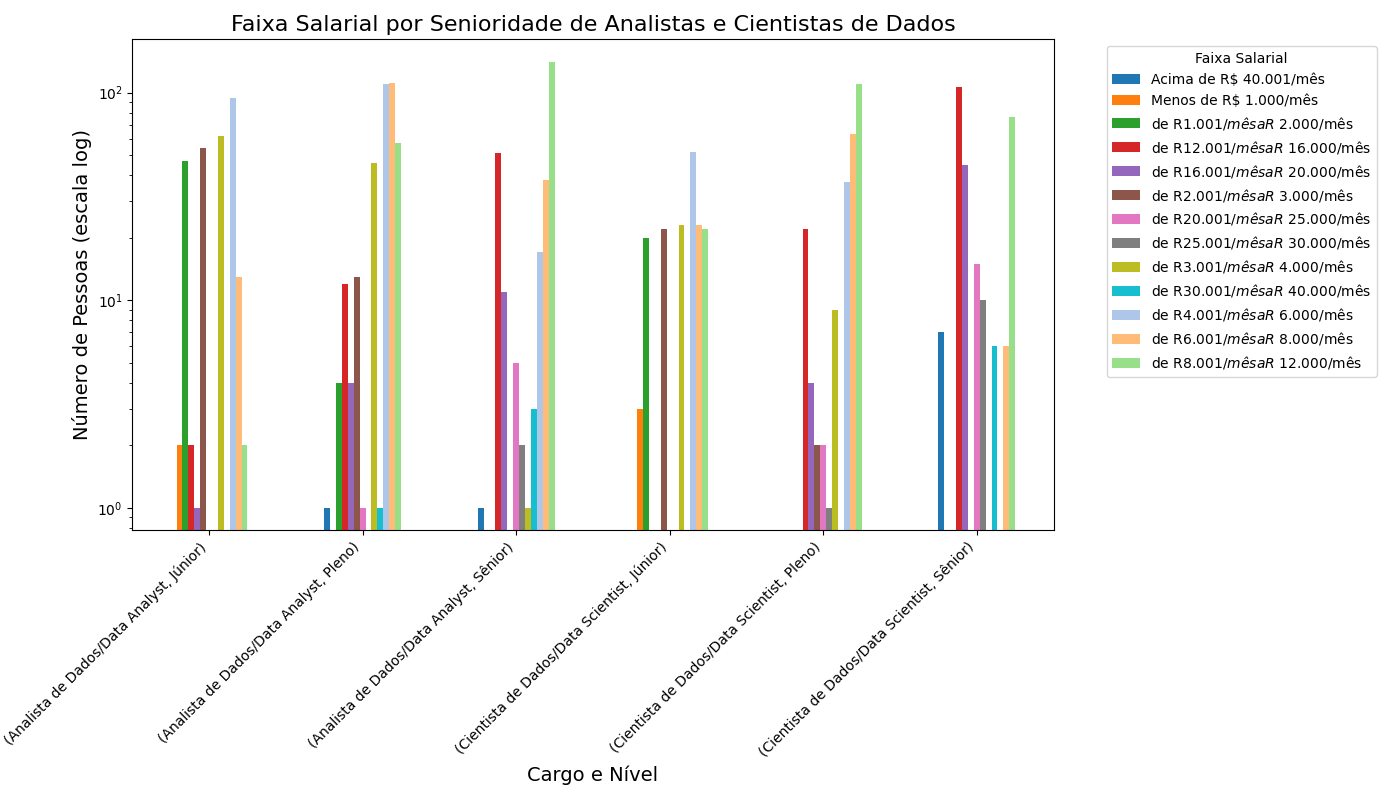 Faixa Salarial por Senioridade de Analistas e Cientistas de Dados
Número de Pessoas (escala log)
10²
10¹
10⁰
(Analista de Dados/Data Analyst, Júnior)
(Analista de Dados/Data Analyst, Pleno)
(Analista de Dados/Data Analyst, Sênior)
(Cientista de Dados/Data Scientist, Júnior)
(Cientista de Dados/Data Scientist, Pleno)
(Cientista de Dados/Data Scientist, Sênior)
Cargo e Nível
Faixa Salarial
Acima de R$ 40.001/mês
Menos de R$ 1.000/mês
de R1.001/mêsaR 2.000/mês
de R12.001/mêsaR 16.000/mês
de R16.001/mêsaR 20.000/mês
de R2.001/mêsaR 3.000/mês
de R20.001/mêsaR 25.000/mês
de R25.001/mêsaR 30.000/mês
de R3.001/mêsaR 4.000/mês
de R30.001/mêsaR 40.000/mês
de R4.001/mêsaR 6.000/mês
de R6.001/mêsaR 8.000/mês
de R8.001/mêsaR 12.000/mês